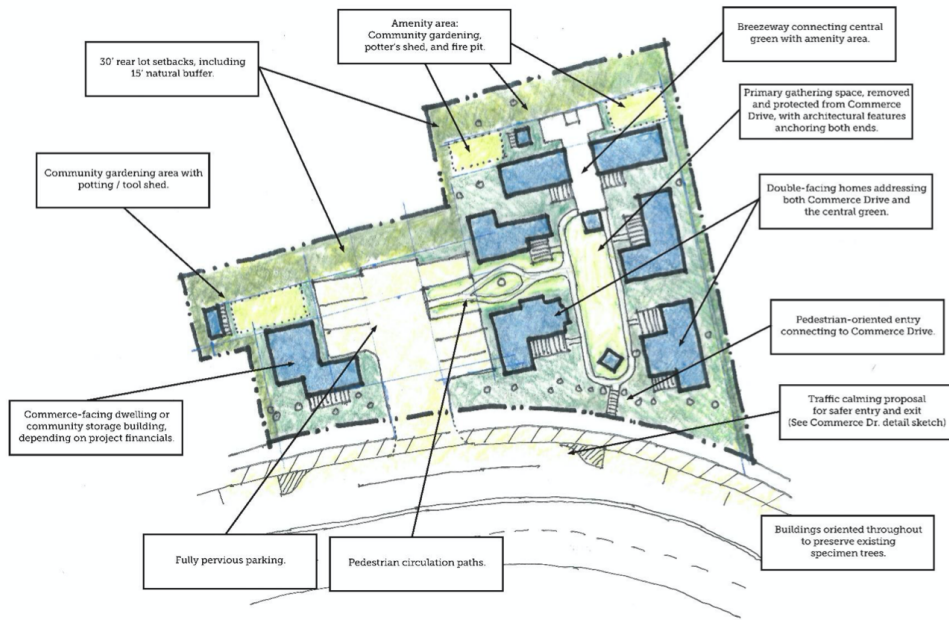 Amenity area:
Community gardening,
potter's shed, and fire pit.
Breezeway connecting central
green with amenity area.
30' rear lot setbacks, including
15' natural buffer.
Primary gathering space, removed
and protected from Commerce
Drive, with architectural features
anchoring both ends.
Community gardening area with
potting / tool shed.
Double-facing homes addressing
both Commerce Drive and
the central green.
Pedestrian-oriented entry
connecting to Commerce Drive.
Commerce-facing dwelling or
community storage building,
depending on project financials.
Traffic calming proposal
for safer entry and exit
(See Commerce Dr. detail sketch)
Buildings oriented throughout
to preserve existing
specimen trees.
Fully pervious parking.
Pedestrian circulation paths.